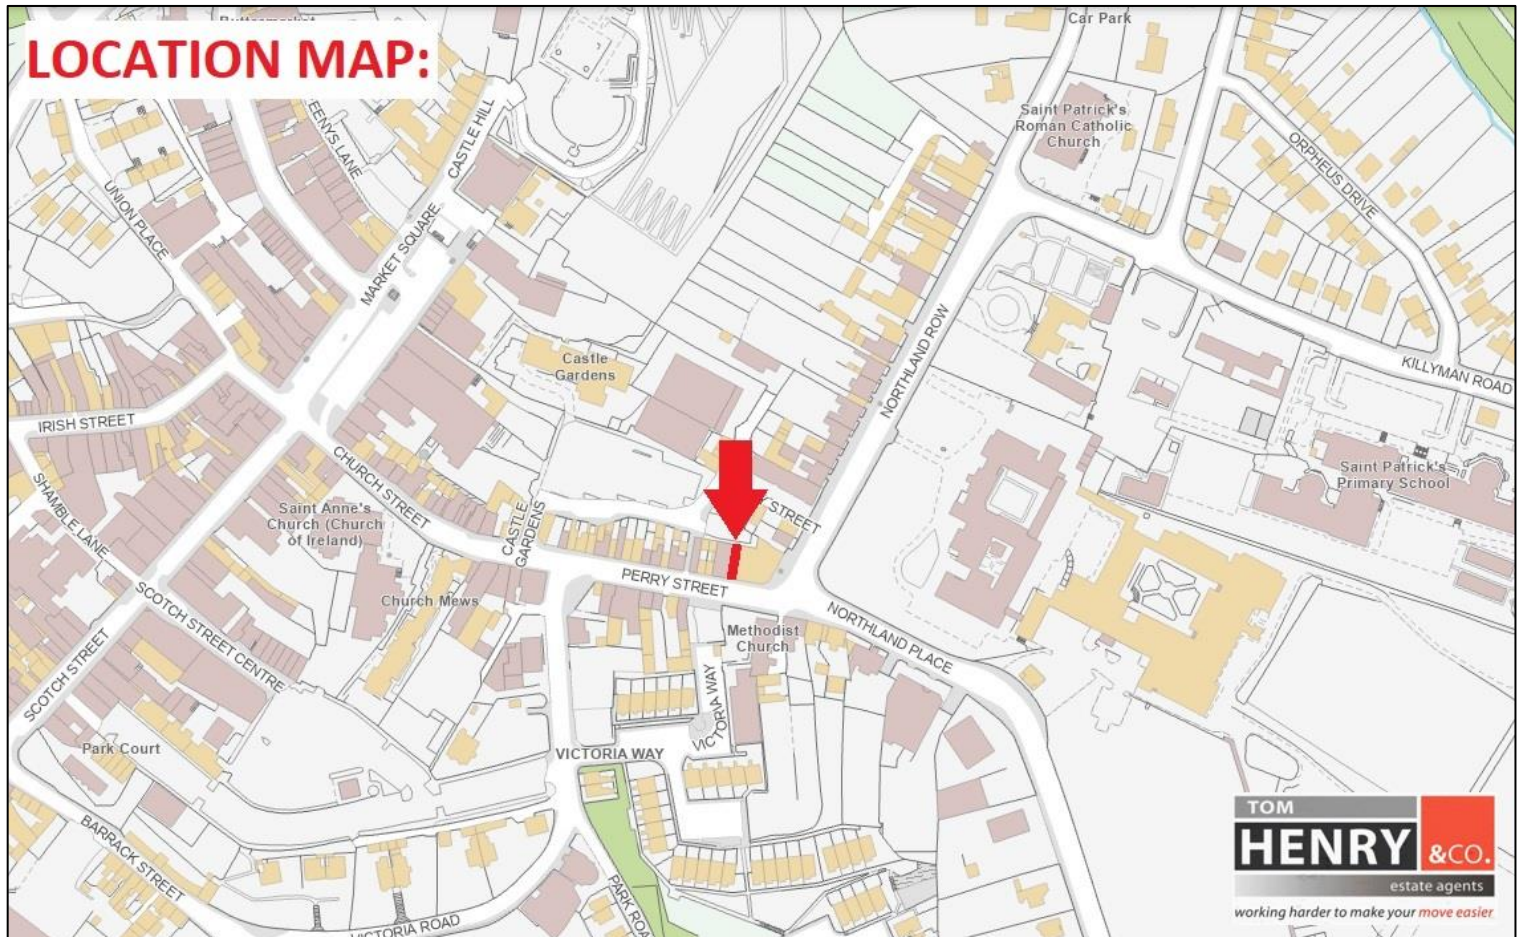 LOCATION MAP:
Buttermarket
Car Park
Saint Patrick's
Roman Catholic
Church
ORPHEUS DRIVE
CASTLE HILL
UNION PLACE
MARKET SQUARE
NORTHLAND ROW
Castle
Gardens
KILLYMAN ROAD
IRISH STREET
CHURCH STREET
Saint Patrick's
Primary School
SHAMBLE LANE
Saint Anne's
Church (Church
of Ireland)
CASTLE
GARDENS
STREET
PERRY STREET
SCOTCH STREET CENTRE
Church Mews
Methodist
Church
NORTHLAND PLACE
SCOTCH STREET
VICTORIA WAY
Park Court
VICTORIA WAY
VICTORIA WAY
BARRACK STREET
VICTORIA ROAD
TOM
HENRY &CO.
estate agents
working harder to make your move easier